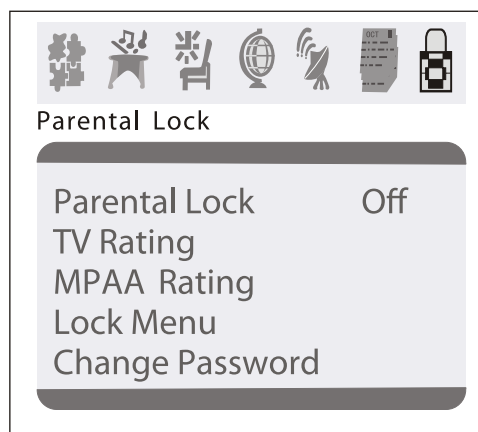 OCT
Parental Lock
Parental Lock Off
TV Rating
MPAA Rating
Lock Menu
Change Password